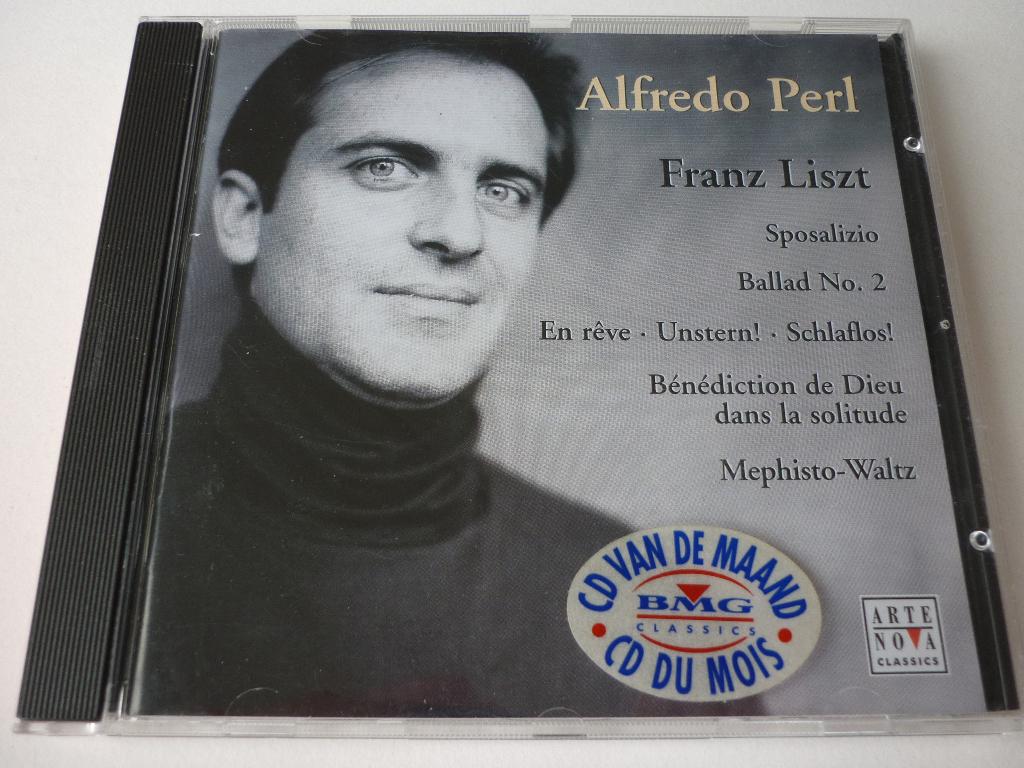 Alfredo Perl
Franz Liszt
Sposalizio
Ballad No. 2
En rêve · Unstern! · Schlaflos!
Bénédiction de Dieu
dans la solitude
Mephisto-Waltz
CD VAN DE MAAND
BMG
CLASSICS
CD DU MOIS
ARTE
NOVA
CLASSICS